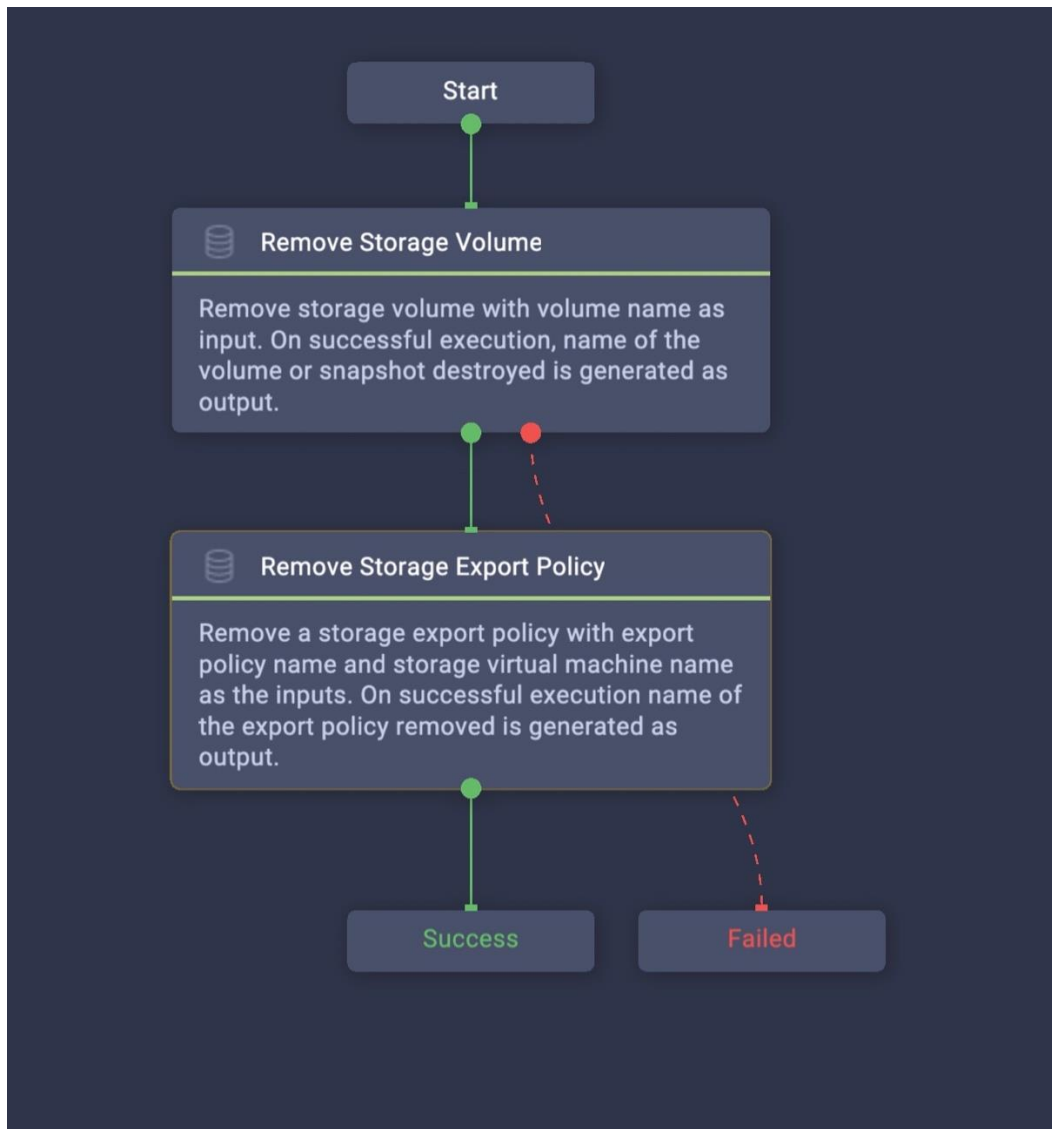 Start
Remove Storage Volume
Remove storage volume with volume name as
input. On successful execution, name of the
volume or snapshot destroyed is generated as
output.
Remove Storage Export Policy
Remove a storage export policy with export
policy name and storage virtual machine name
as the inputs. On successful execution name of
the export policy removed is generated as
output.
Success
Failed